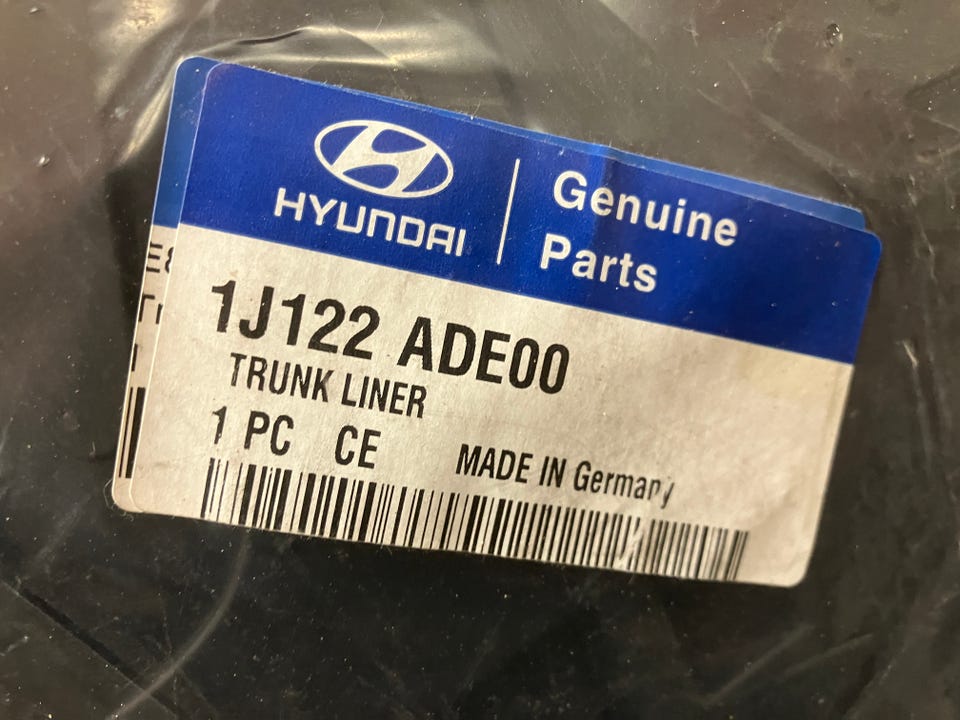 HYUNDAI
Genuine
Parts
1J122 ADE00
TRUNK LINER
1 PC CE MADE IN Germany